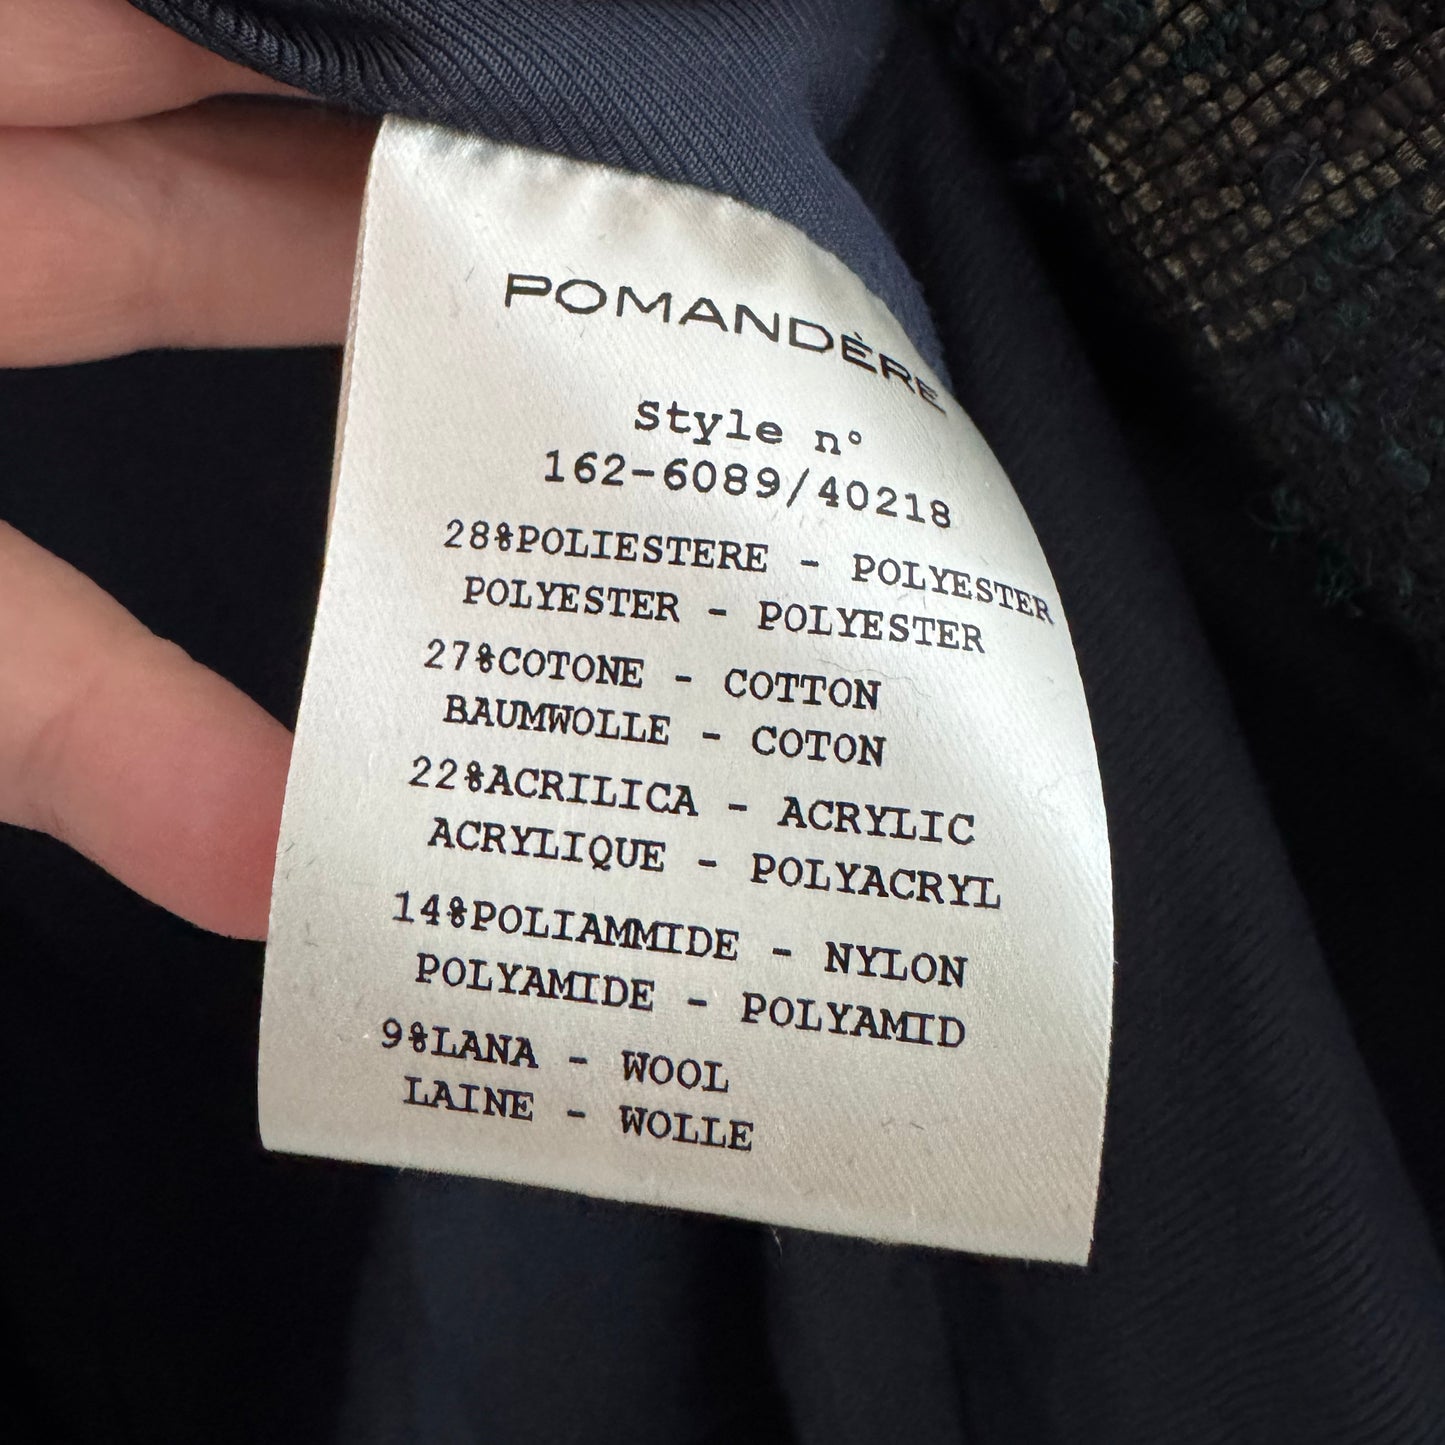 POMANDÈRE
Style n°
162-6089/40218
28%POLIESTERE - POLYESTER
POLYESTER - POLYESTER
27%COTONE - COTTON
BAUMWOLLE - COTON
22%ACRILICA - ACRYLIC
ACRYLIQUE - POLYACRYL
14%POLIAMMIDE - NYLON
POLYAMIDE - POLYAMID
9%LANA - WOOL
LAINE - WOLLE